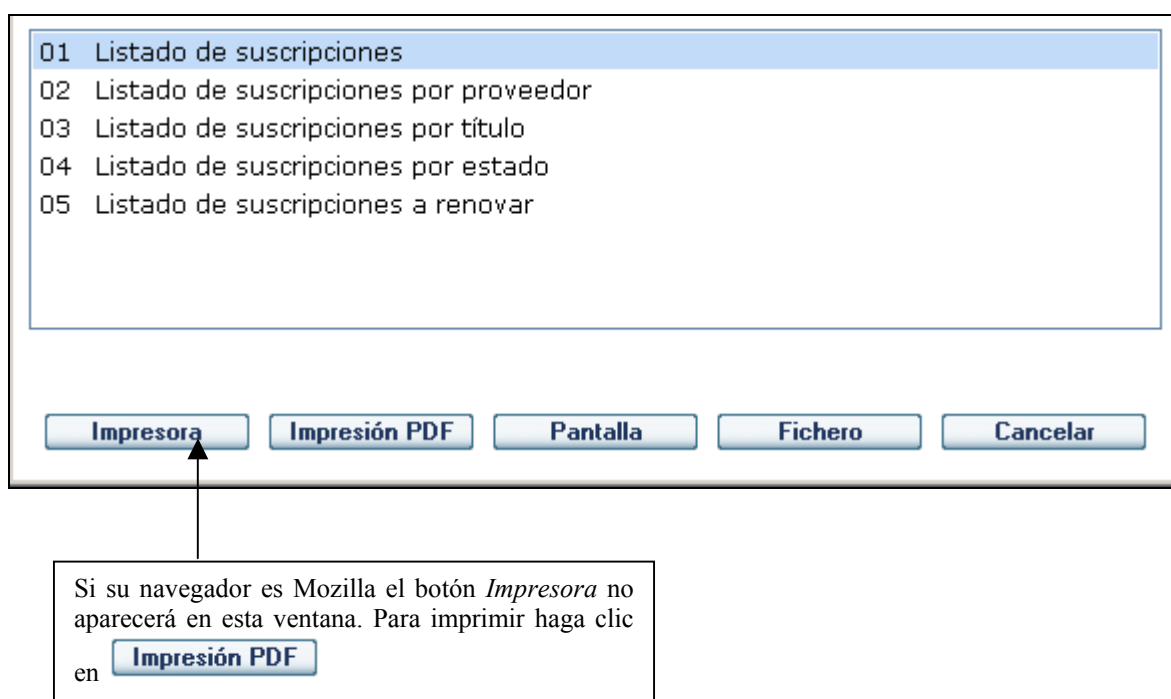 01 Listado de suscripciones
02 Listado de suscripciones por proveedor
03 Listado de suscripciones por título
04 Listado de suscripciones por estado
05 Listado de suscripciones a renovar
Impresora Impresión PDF Pantalla Fichero Cancelar
Si su navegador es Mozilla el botón Impresora no
aparecerá en esta ventana. Para imprimir haga clic
en Impresión PDF